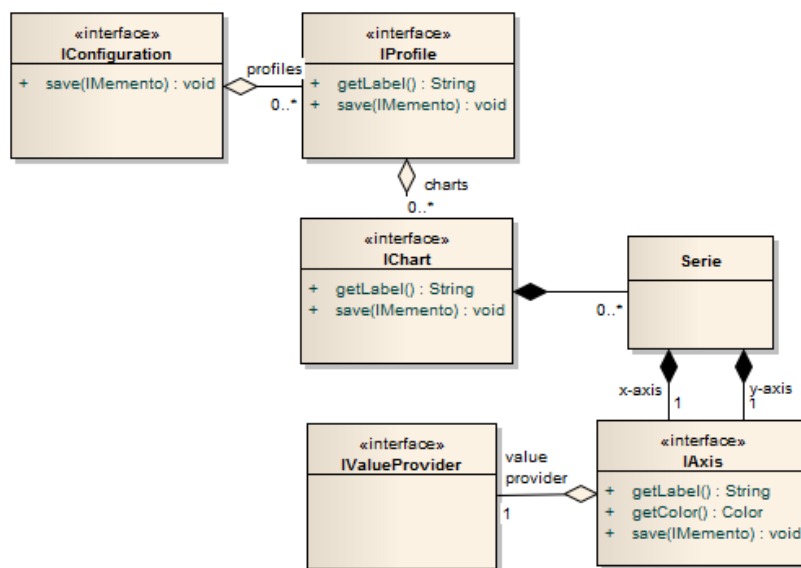 «interface»
IConfiguration
+ save(IMemento) : void
profiles
0..*
«interface»
IProfile
+ getLabel() : String
+ save(IMemento) : void
charts
0..*
«interface»
IChart
+ getLabel() : String
+ save(IMemento) : void
0..*
Serie
x-axis
1
y-axis
1
«interface»
IValueProvider
value
provider
1
«interface»
IAxis
+ getLabel() : String
+ getColor() : Color
+ save(IMemento) : void